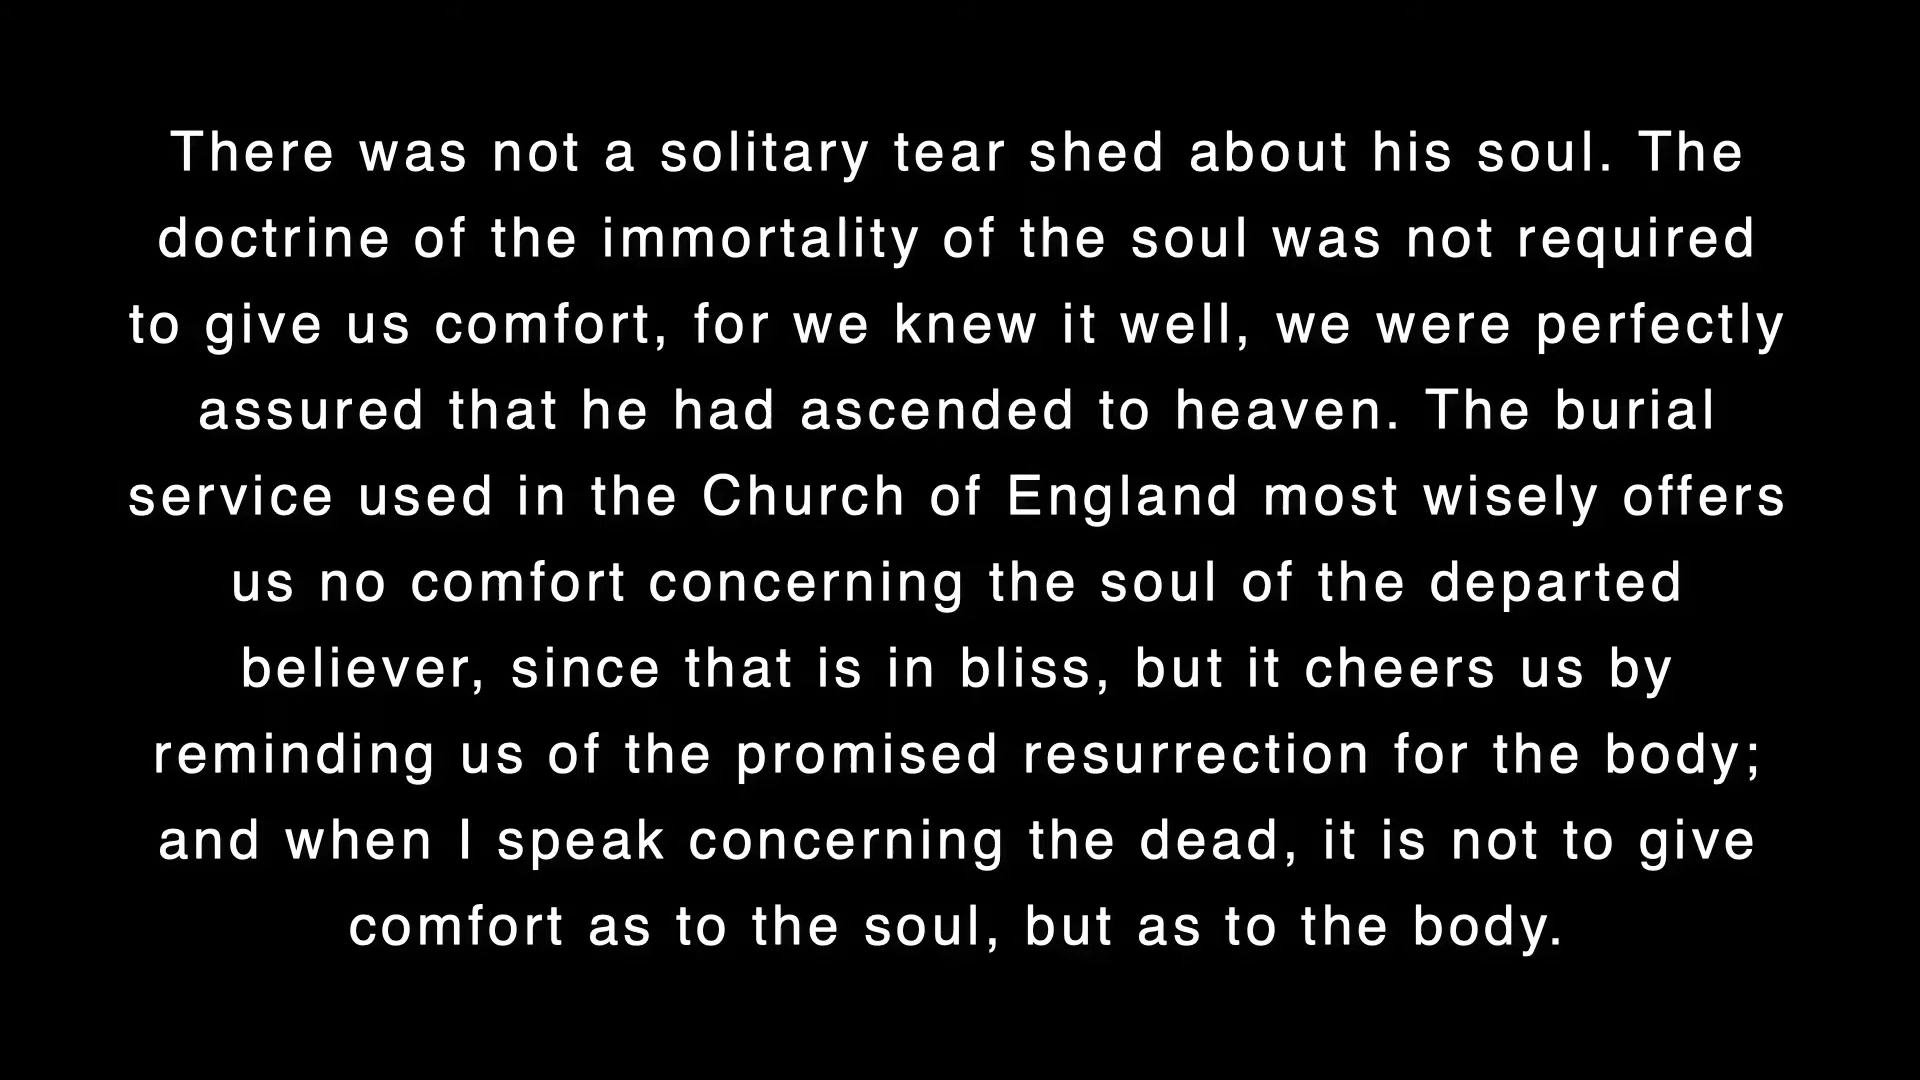 There was not a solitary tear shed about his soul. The
doctrine of the immortality of the soul was not required
to give us comfort, for we knew it well, we were perfectly
assured that he had ascended to heaven. The burial
service used in the Church of England most wisely offers
us no comfort concerning the soul of the departed
believer, since that is in bliss, but it cheers us by
reminding us of the promised resurrection for the body;
and when I speak concerning the dead, it is not to give
comfort as to the soul, but as to the body.